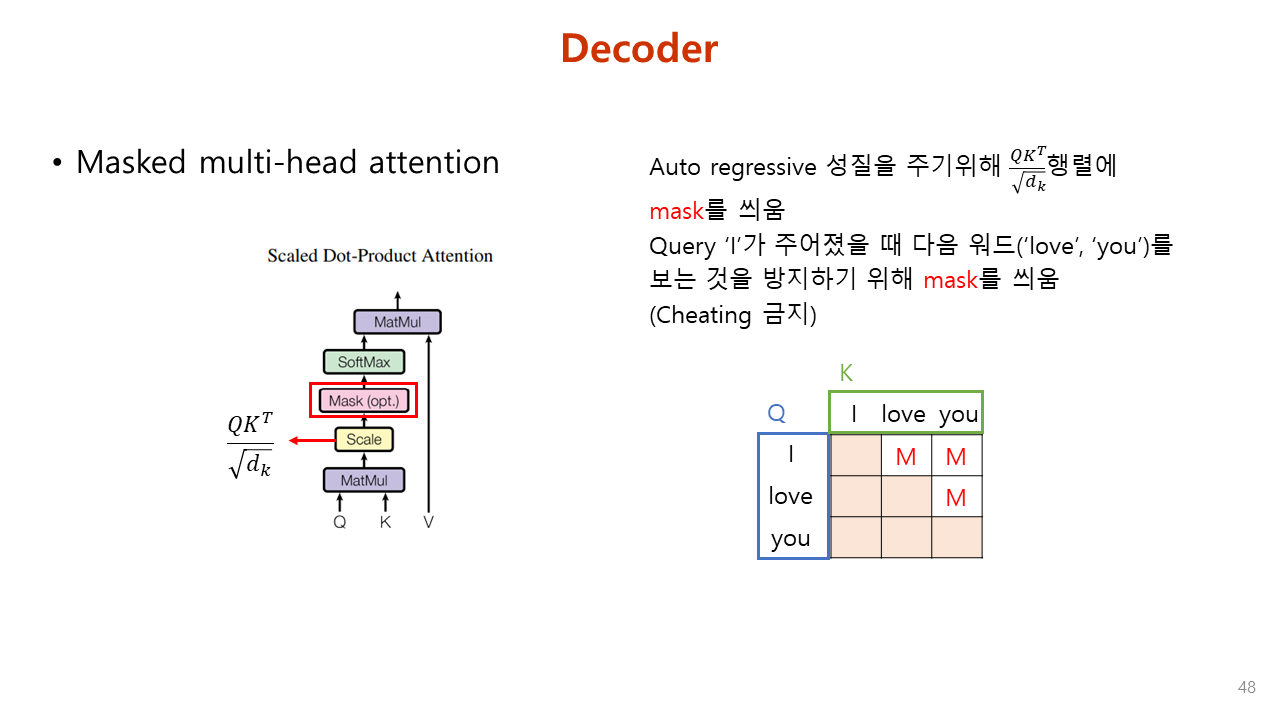 Decoder
• Masked multi-head attention
Scaled Dot-Product Attention
MatMul
SoftMax
Mask (opt.)
Scale
MatMul
Q K V
QK^T
√d_k
Auto regressive 성질을 주기위해 QK^T/√d_k 행렬에
mask를 씌움
Query ‘I’가 주어졌을 때 다음 워드(‘love’, ‘you’)를
보는 것을 방지하기 위해 mask를 씌움
(Cheating 금지)
K
Q
I love you
I M M
love M
you
48